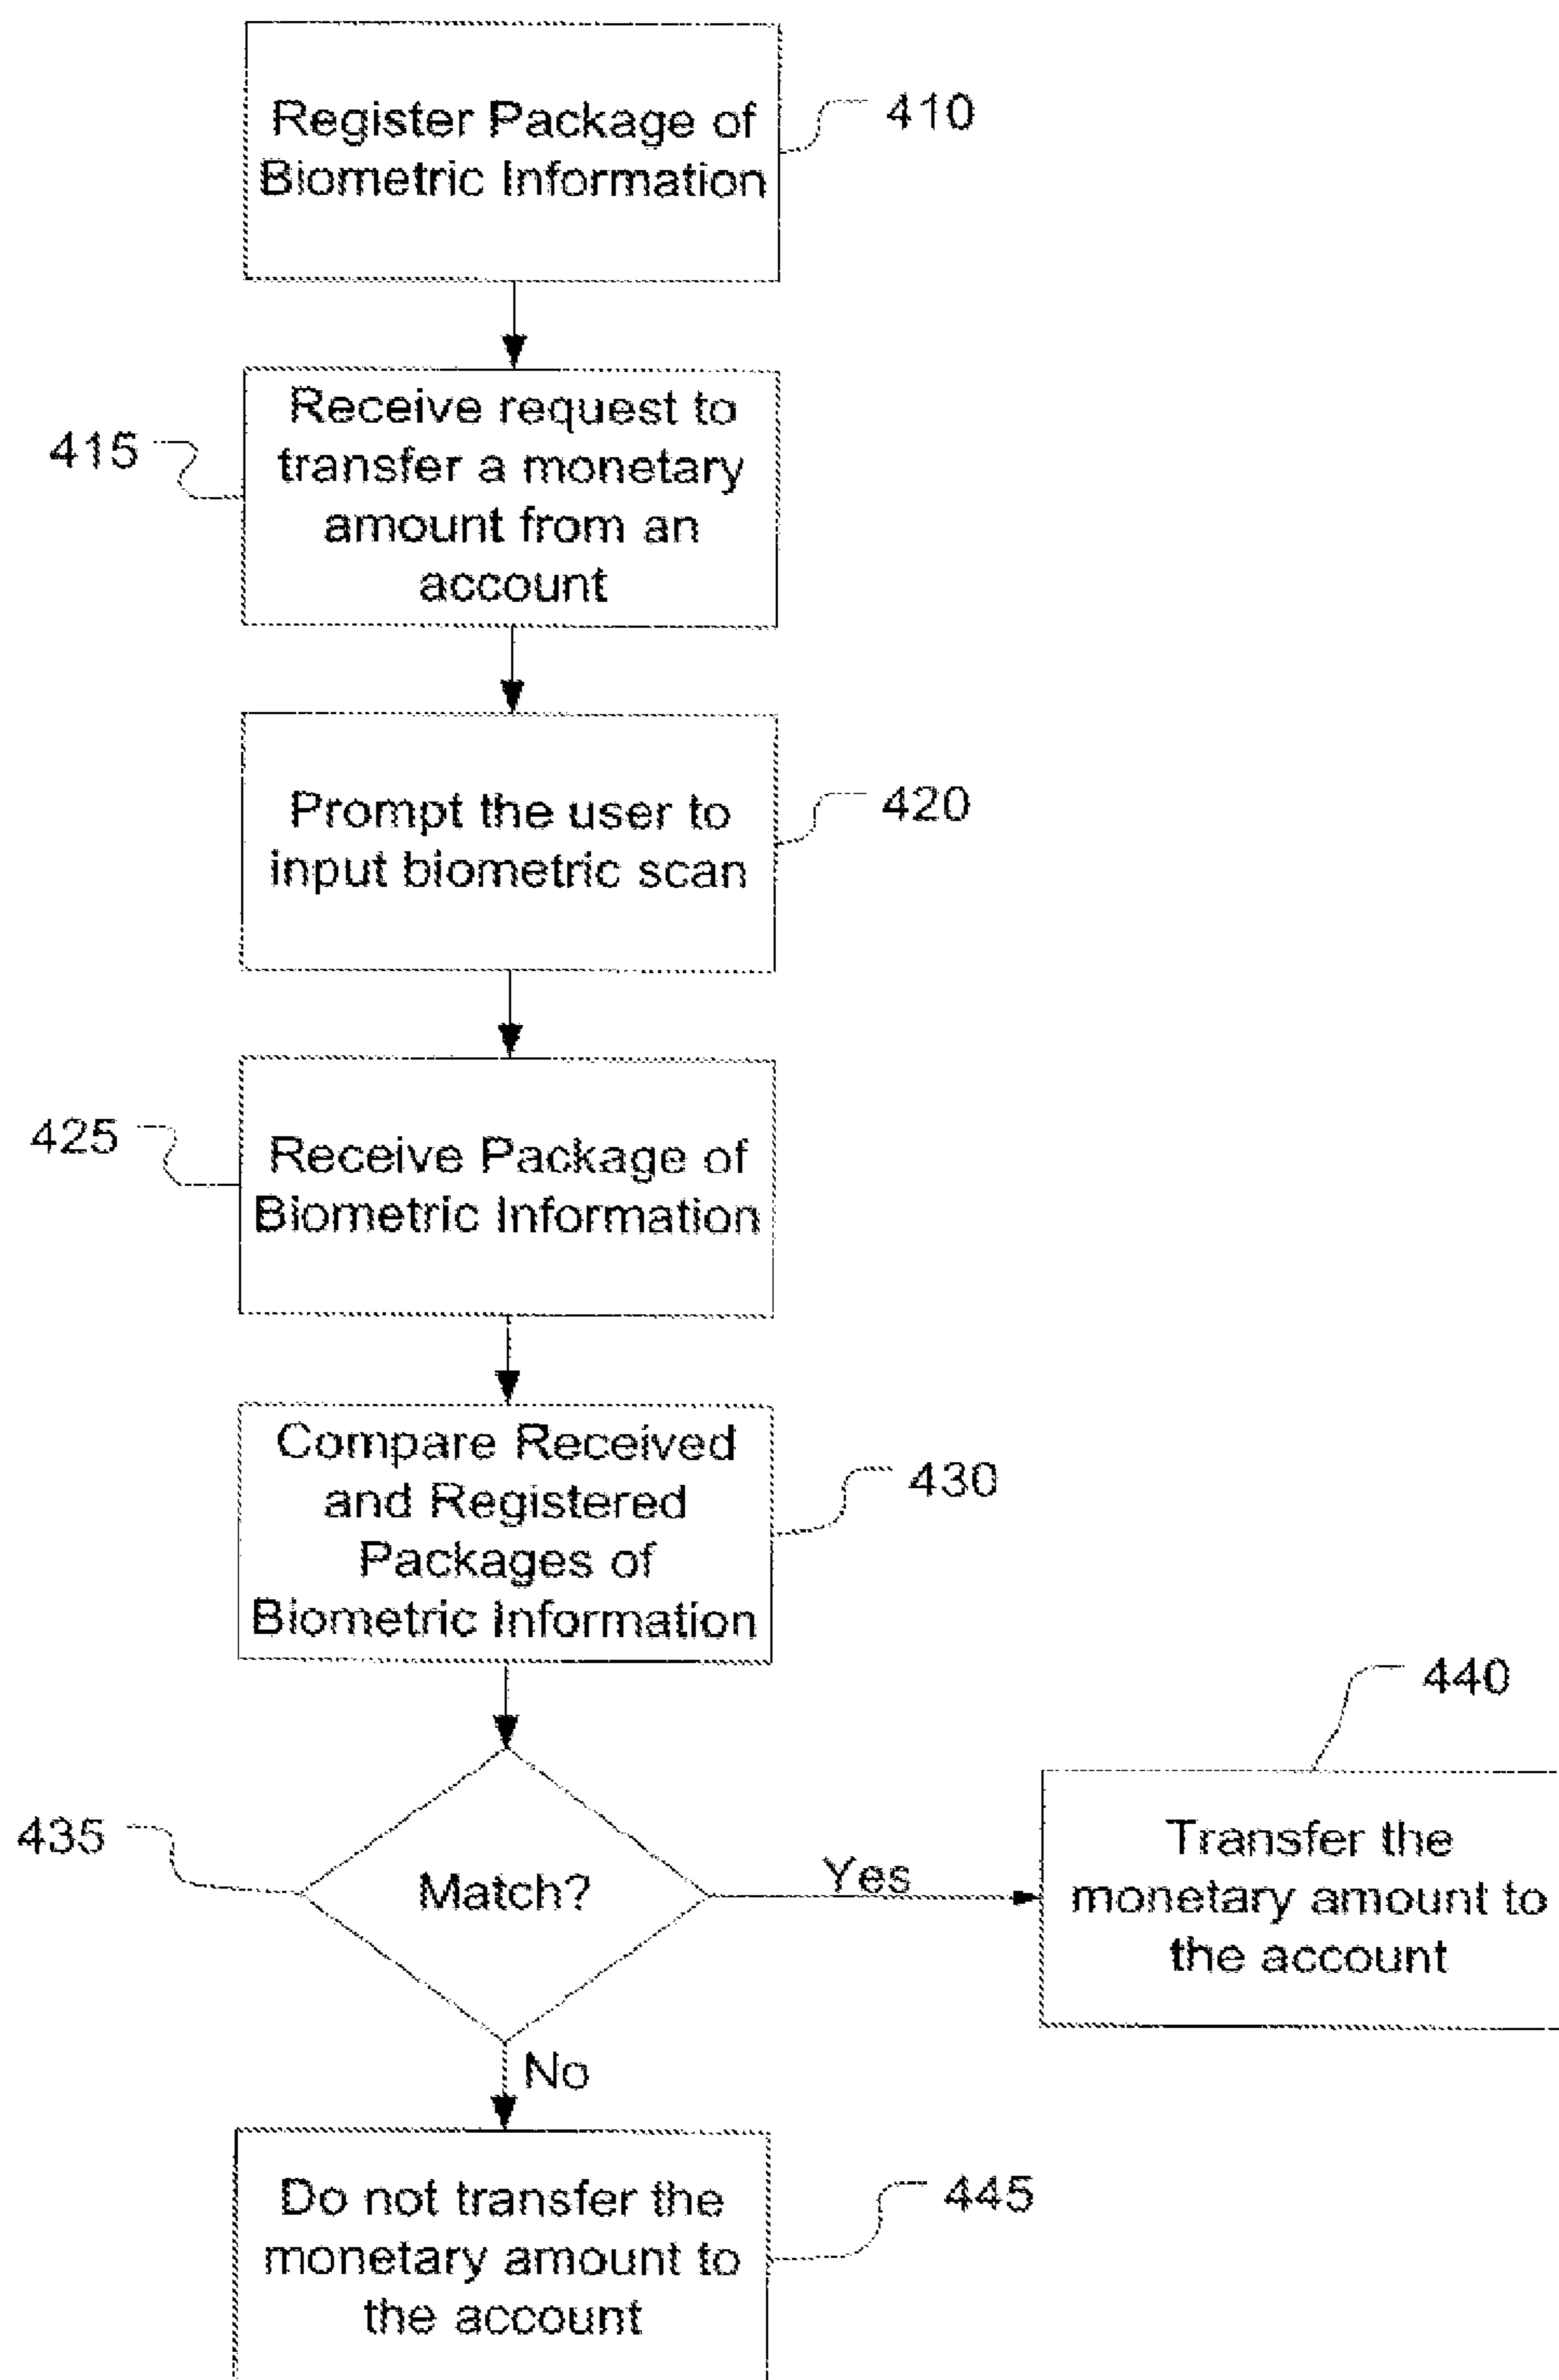 Register Package of
Biometric Information
410
Receive request to
transfer a monetary
amount from an
account
415
Prompt the user to
input biometric scan
420
Receive Package of
Biometric Information
425
Compare Received
and Registered
Packages of
Biometric Information
430
435
Match?
Yes
440
Transfer the
monetary amount to
the account
No
Do not transfer the
monetary amount to
the account
445